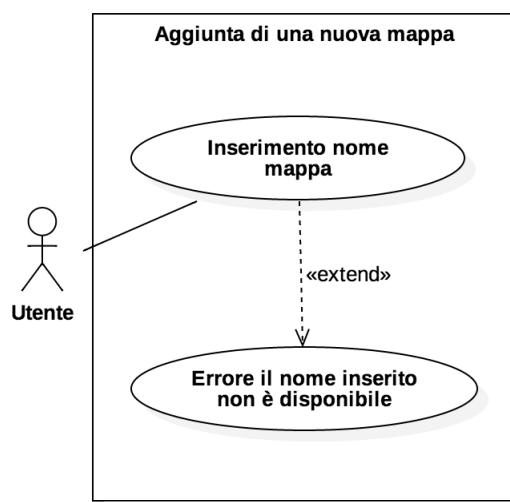 Aggiunta di una nuova mappa
Inserimento nome
mappa
Utente
«extend»
Errore il nome inserito
non è disponibile